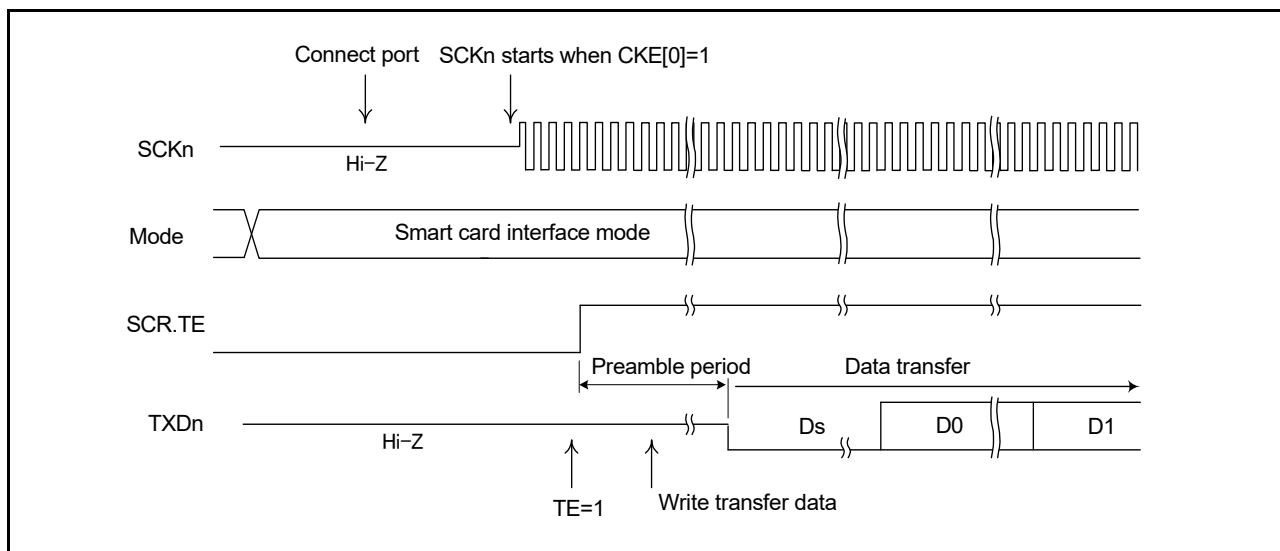 Connect port
SCKn starts when CKE[0]=1
SCKn
Hi-Z
Mode
Smart card interface mode
SCR.TE
Preamble period
Data transfer
TXDn
Hi-Z
Ds
D0
D1
TE=1
Write transfer data